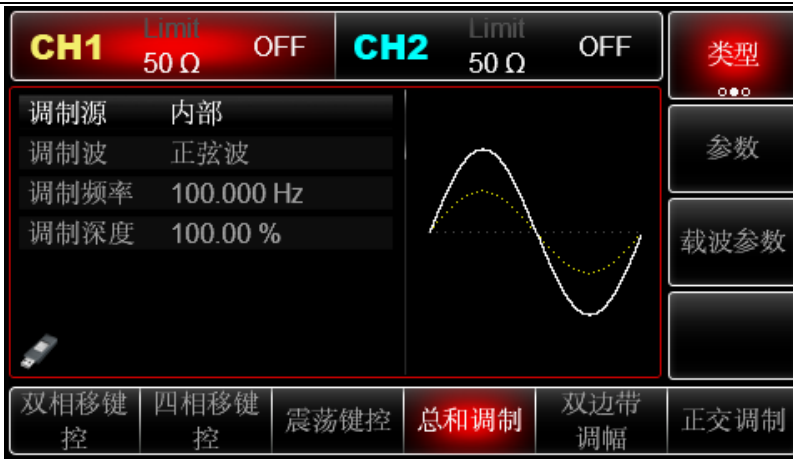 CH1 Limit 50 Ω OFF
CH2 Limit 50 Ω OFF
类型
调制源 内部
调制波 正弦波
调制频率 100.000 Hz
调制深度 100.00 %
参数
载波参数
双相移键
控
四相移键
控
震荡键控
总和调制
双边带
调幅
正交调制